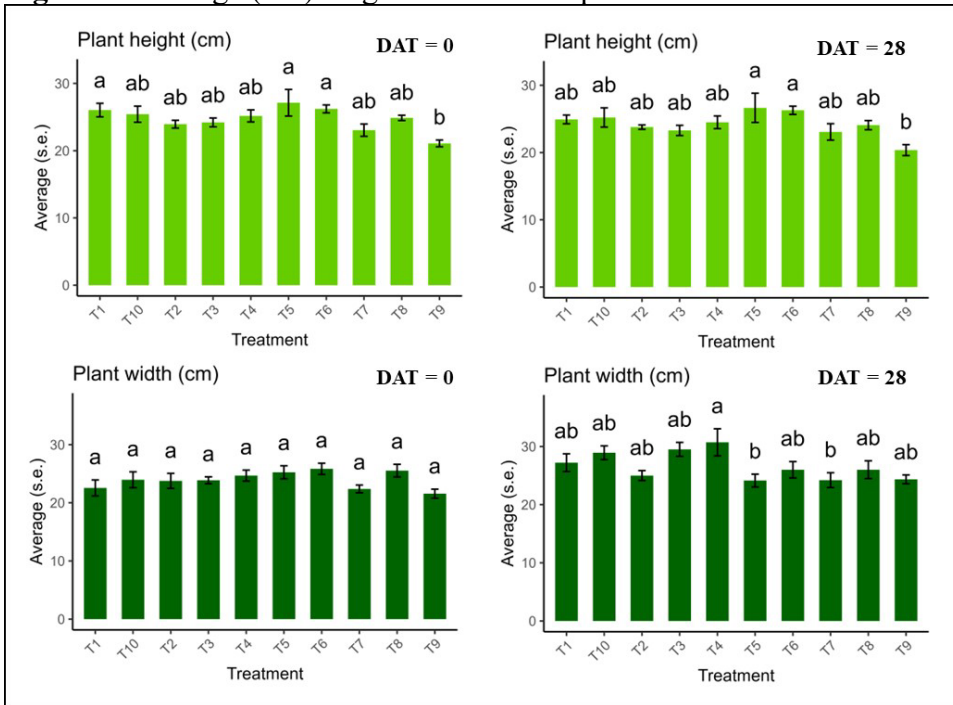 Plant height (cm) DAT = 0
a ab ab ab ab a a ab ab b
30
20
10
0
Average (s.e.)
T1 T10 T2 T3 T4 T5 T6 T7 T8 T9
Treatment
Plant height (cm) DAT = 28
ab ab ab ab ab a a ab ab b
30
20
10
0
Average (s.e.)
T1 T10 T2 T3 T4 T5 T6 T7 T8 T9
Treatment
Plant width (cm) DAT = 0
a a a a a a a a a a
30
20
10
0
Average (s.e.)
T1 T10 T2 T3 T4 T5 T6 T7 T8 T9
Treatment
Plant width (cm) DAT = 28
ab ab ab ab a b ab b ab ab
30
20
10
0
Average (s.e.)
T1 T10 T2 T3 T4 T5 T6 T7 T8 T9
Treatment